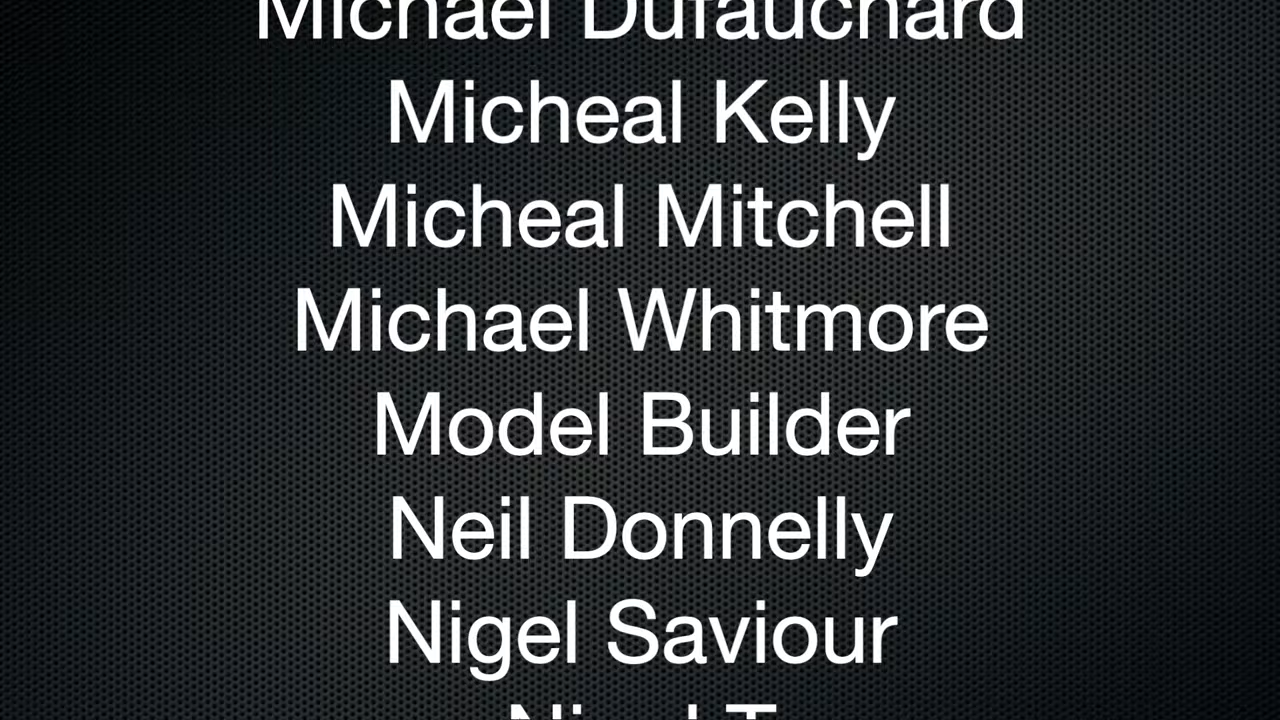 Michael Dufauchard
Micheal Kelly
Micheal Mitchell
Michael Whitmore
Model Builder
Neil Donnelly
Nigel Saviour